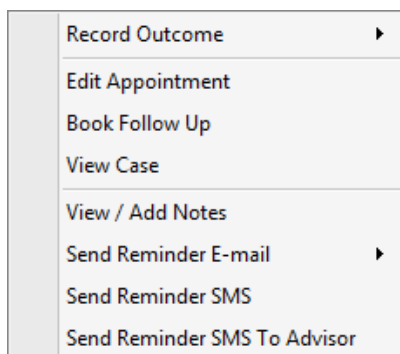 Record Outcome
Edit Appointment
Book Follow Up
View Case
View / Add Notes
Send Reminder E-mail
Send Reminder SMS
Send Reminder SMS To Advisor